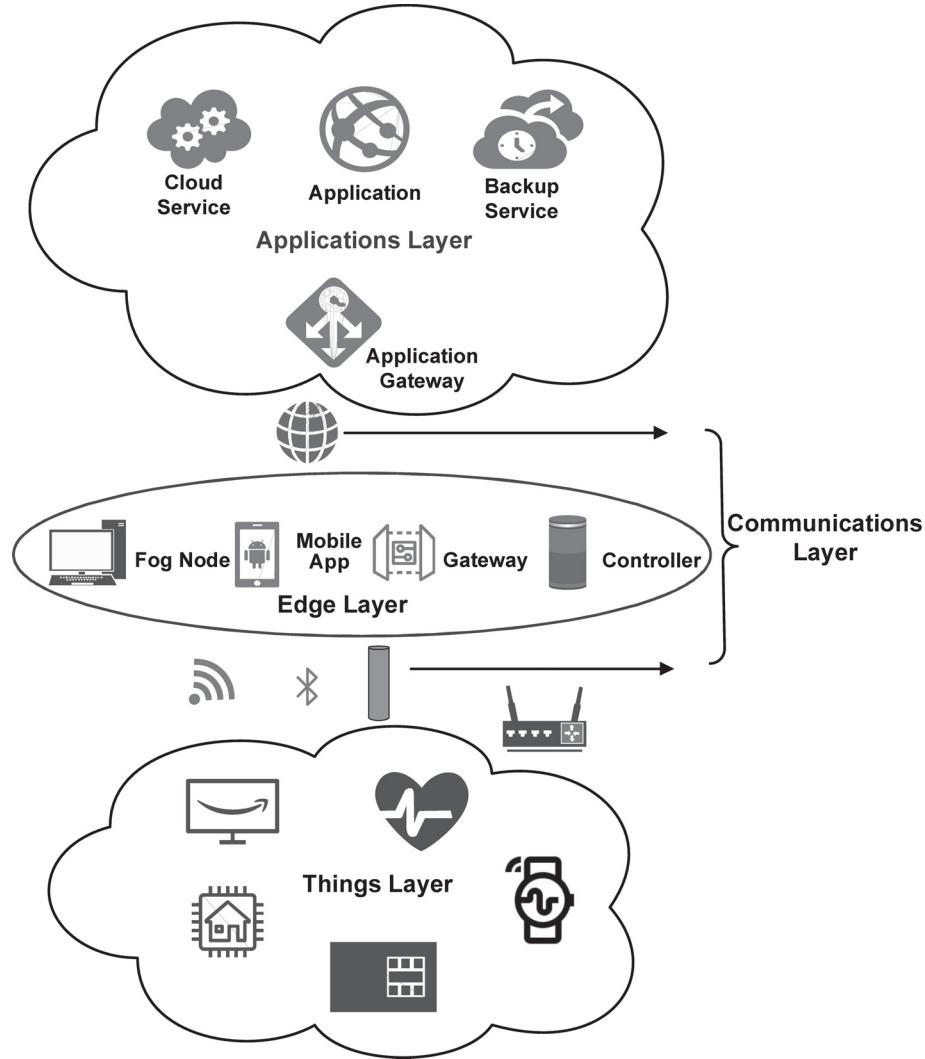 Cloud
Service
Application
Backup
Service
Applications Layer
Application
Gateway
Communications
Layer
Fog Node
Mobile
App
Gateway
Controller
Edge Layer
Things Layer